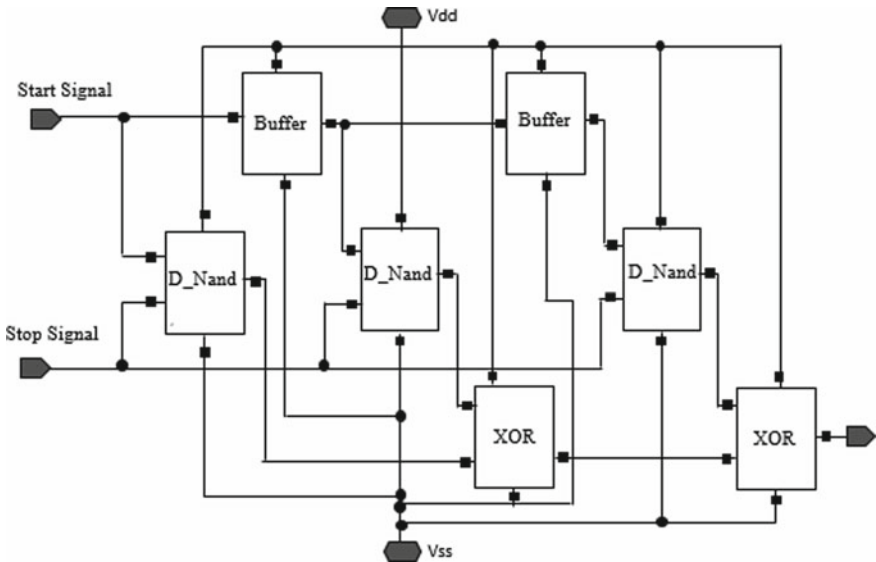 Vdd
Start Signal
Buffer
Buffer
D_Nand
D_Nand
D_Nand
Stop Signal
XOR
XOR
Vss